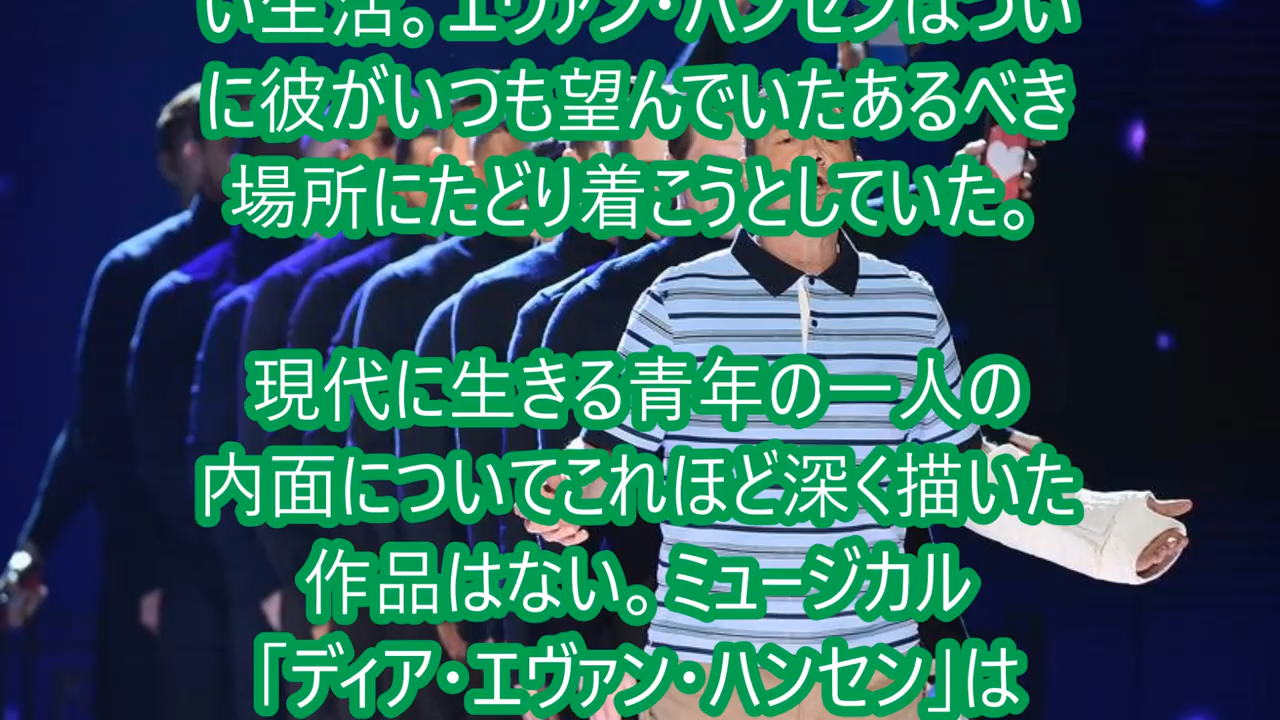 い生活。エヴァン・ハンセンはつい
に彼がいつも望んでいたあるべき
場所にたどり着こうとしていた。
現代に生きる青年の一人の
内面についてこれほど深く描いた
作品はない。ミュージカル
「ディア・エヴァン・ハンセン」は